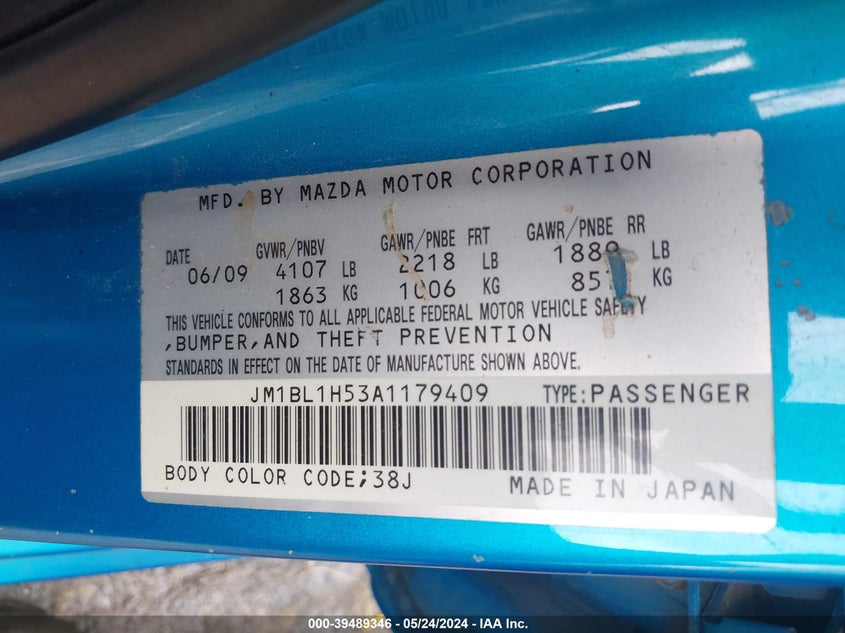 MFD. BY MAZDA MOTOR CORPORATION
DATE GVWR/PNBV GAWR/PNBE FRT GAWR/PNBE RR
06/09 4107 LB 2218 LB 1889 LB
1863 KG 1006 KG KG
THIS VEHICLE CONFORMS TO ALL APPLICABLE FEDERAL MOTOR VEHICLE SAFETY
,BUMPER,AND THEFT PREVENTION
STANDARDS IN EFFECT ON THE DATE OF MANUFACTURE SHOWN ABOVE.
JM1BL1H53A1179409 TYPE:PASSENGER
BODY COLOR CODE;38J MADE IN JAPAN
000-39489346 - 05/24/2024 - IAA Inc.